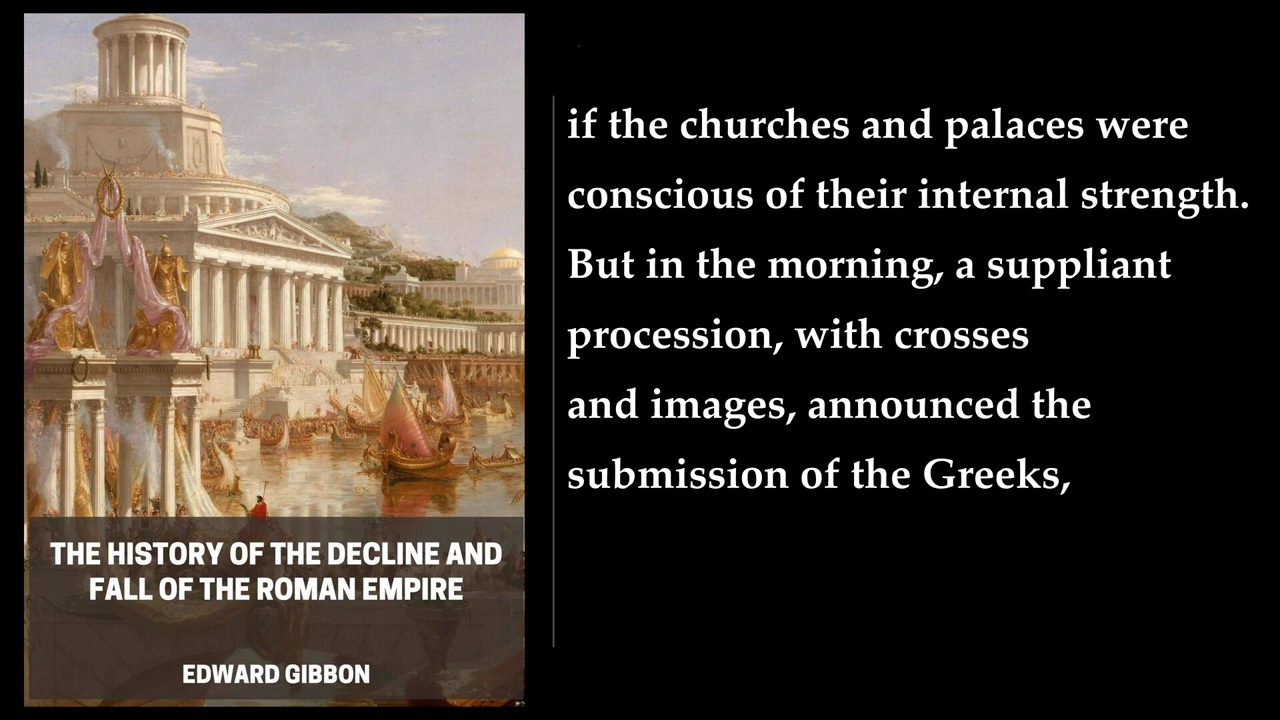 if the churches and palaces were
conscious of their internal strength.
But in the morning, a suppliant
procession, with crosses
and images, announced the
submission of the Greeks,
THE HISTORY OF THE DECLINE AND
FALL OF THE ROMAN EMPIRE
EDWARD GIBBON